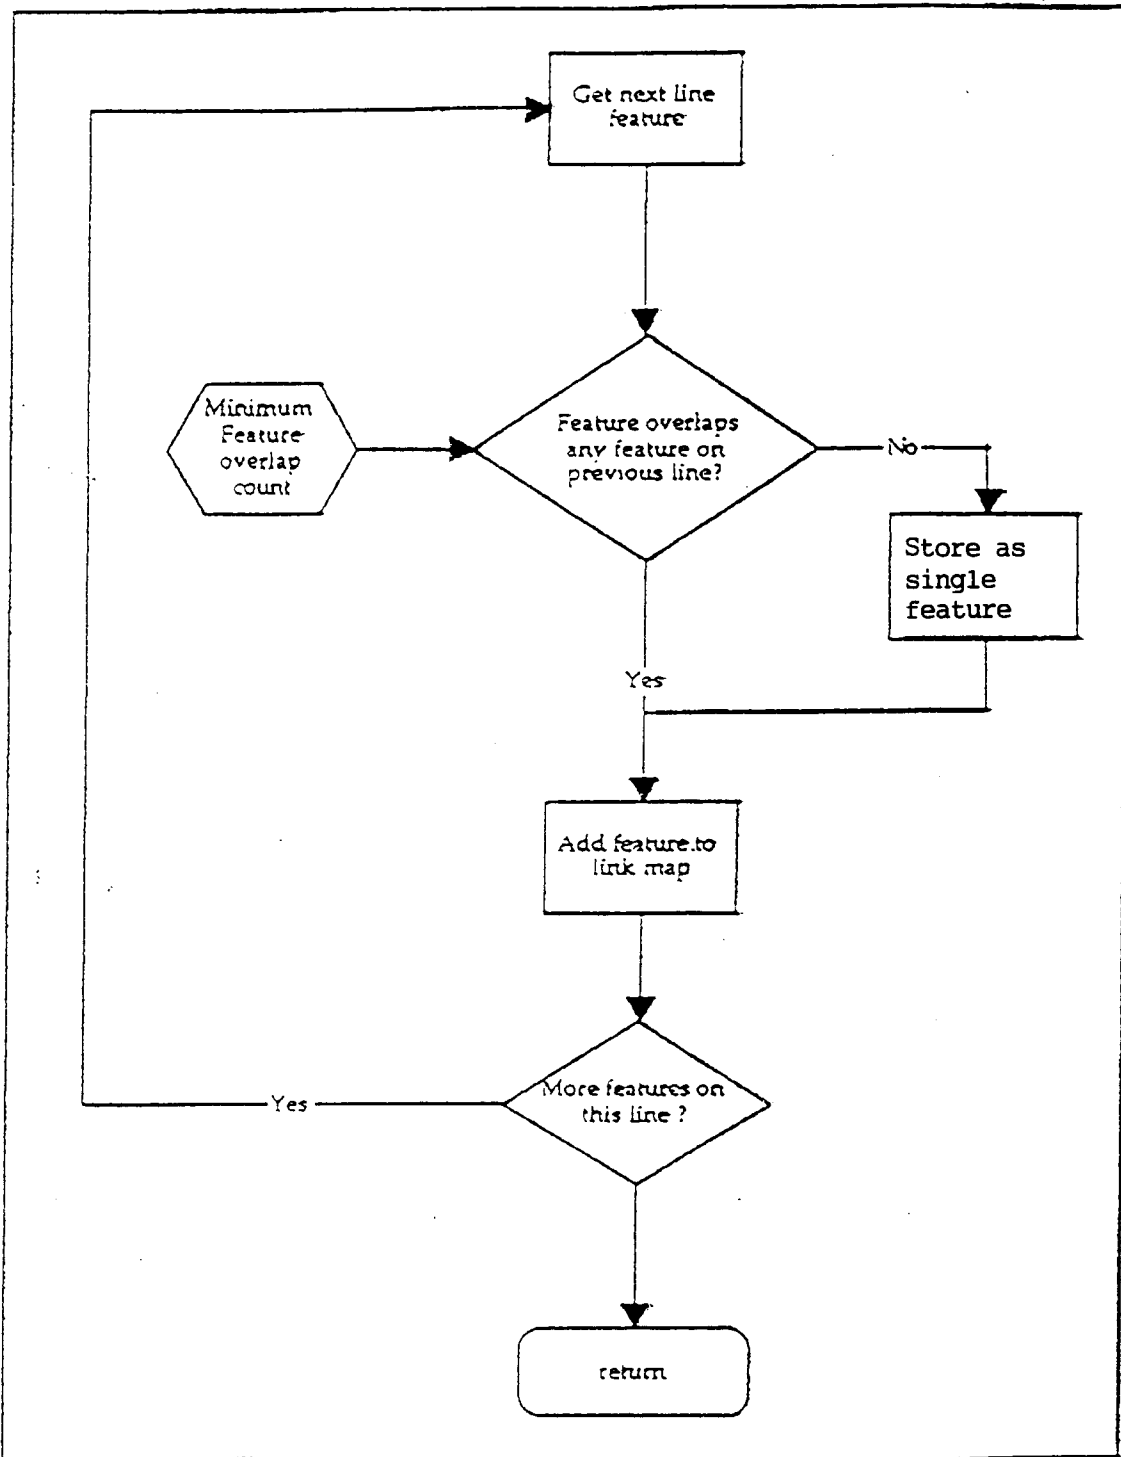 Get next line
feature
Minimum
Feature
overlap
count
Feature overlaps
any feature on
previous line?
No
Store as
single
feature
Yes
Add feature to
link map
More features on
this line ?
Yes
return